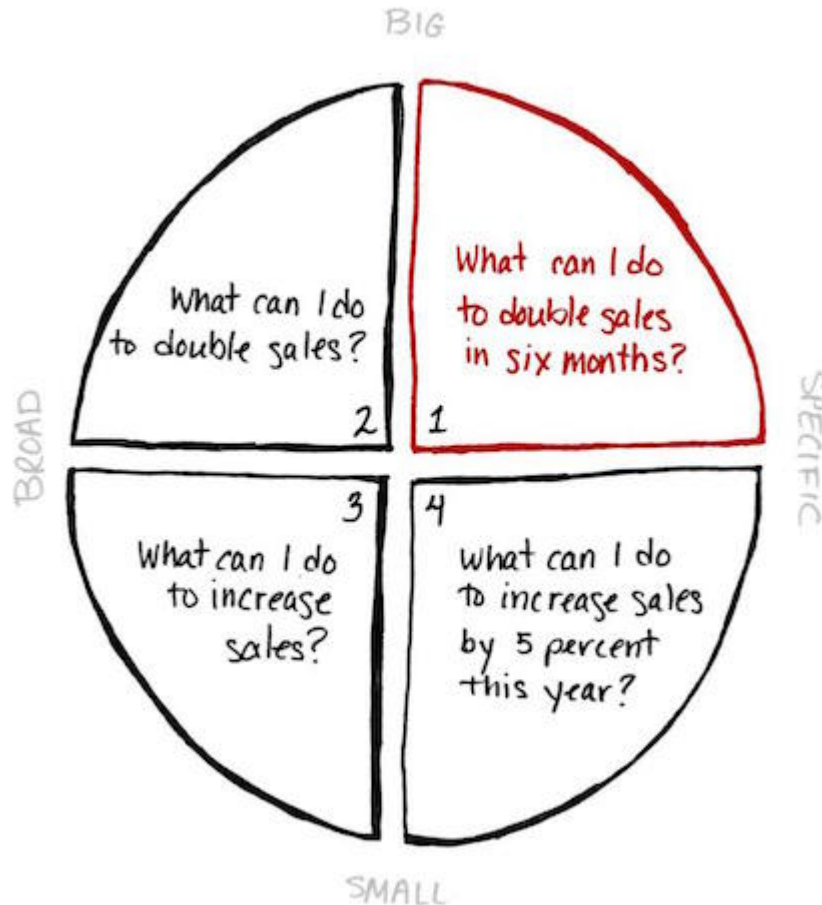 BIG
What can I do
to double sales?
2
What can I do
to double sales
in six months?
1
BROAD
SPECIFIC
3
What can I do
to increase
sales?
4
What can I do
to increase sales
by 5 percent
this year?
SMALL